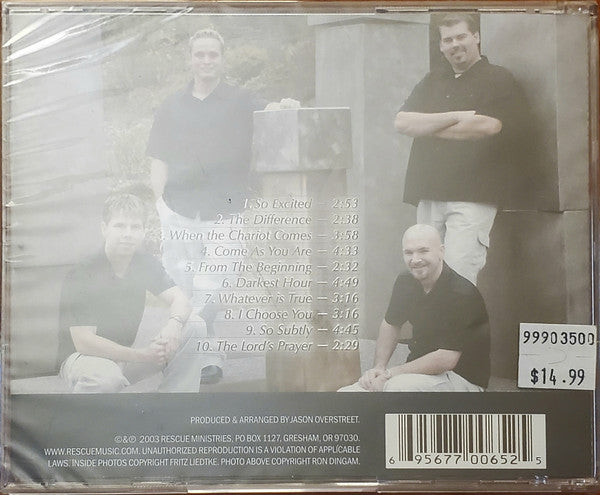 1. So Excited — 2:53
2. The Difference — 2:38
3. When the Chariot Comes — 3:58
4. Come As You Are — 4:33
5. From The Beginning — 2:32
6. Darkest Hour — 4:49
7. Whatever is True — 3:16
8. I Choose You — 3:16
9. So Subtly — 4:45
10. The Lord's Prayer — 2:29
99903500
$14.99
PRODUCED & ARRANGED BY JASON OVERSTREET.
©&℗ 2003 RESCUE MINISTRIES, PO BOX 1127, GRESHAM, OR 97030.
WWW.RESCUEMUSIC.COM. UNAUTHORIZED REPRODUCTION IS A VIOLATION OF APPLICABLE
LAWS. INSIDE PHOTOS COPYRIGHT FRITZ LIEDTKE. PHOTO ABOVE COPYRIGHT RON DINGAM.
6 95677 00652 5